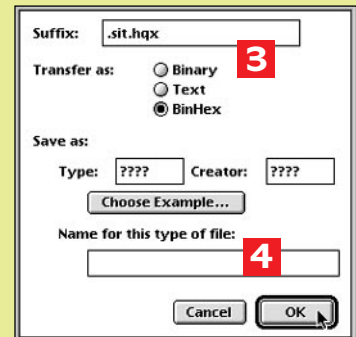 Suffix: .sit.hqx
3
Transfer as: Binary
Text
BinHex
Save as:
Type: ???? Creator: ????
Choose Example...
Name for this type of file:
4
Cancel OK